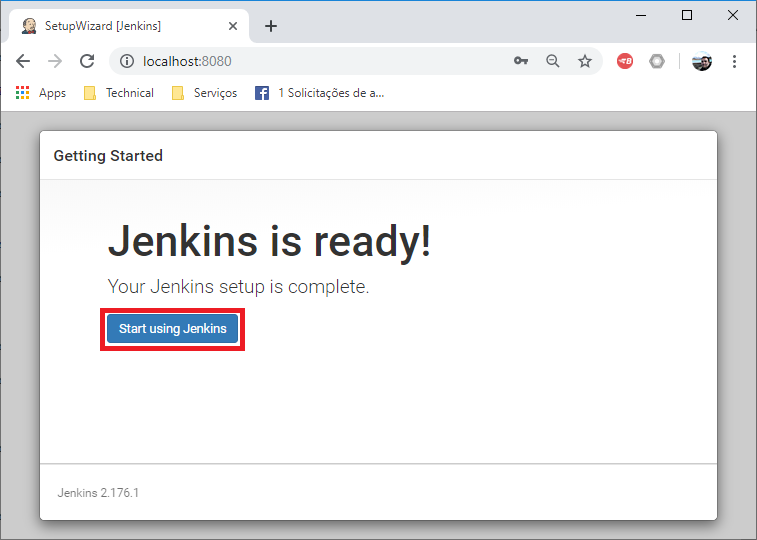 SetupWizard [Jenkins]
localhost:8080
Apps
Technical
Serviços
1 Solicitações de a...
Getting Started
Jenkins is ready!
Your Jenkins setup is complete.
Start using Jenkins
Jenkins 2.176.1